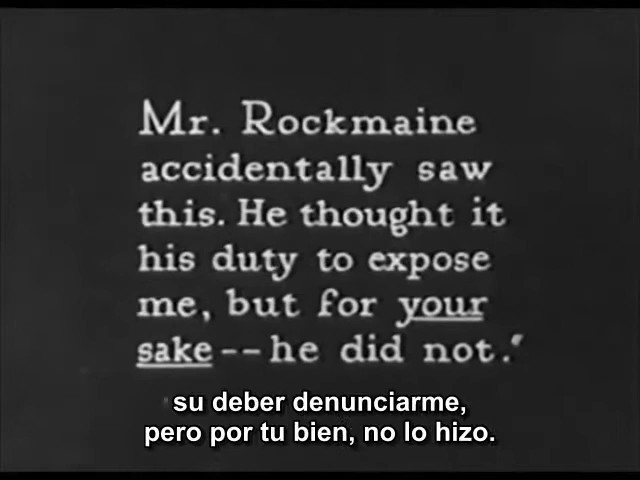 Mr. Rockmaine
accidentally saw
this. He thought it
his duty to expose
me, but for your
sake -- he did not."
su deber denunciarme,
pero por tu bien, no lo hizo.